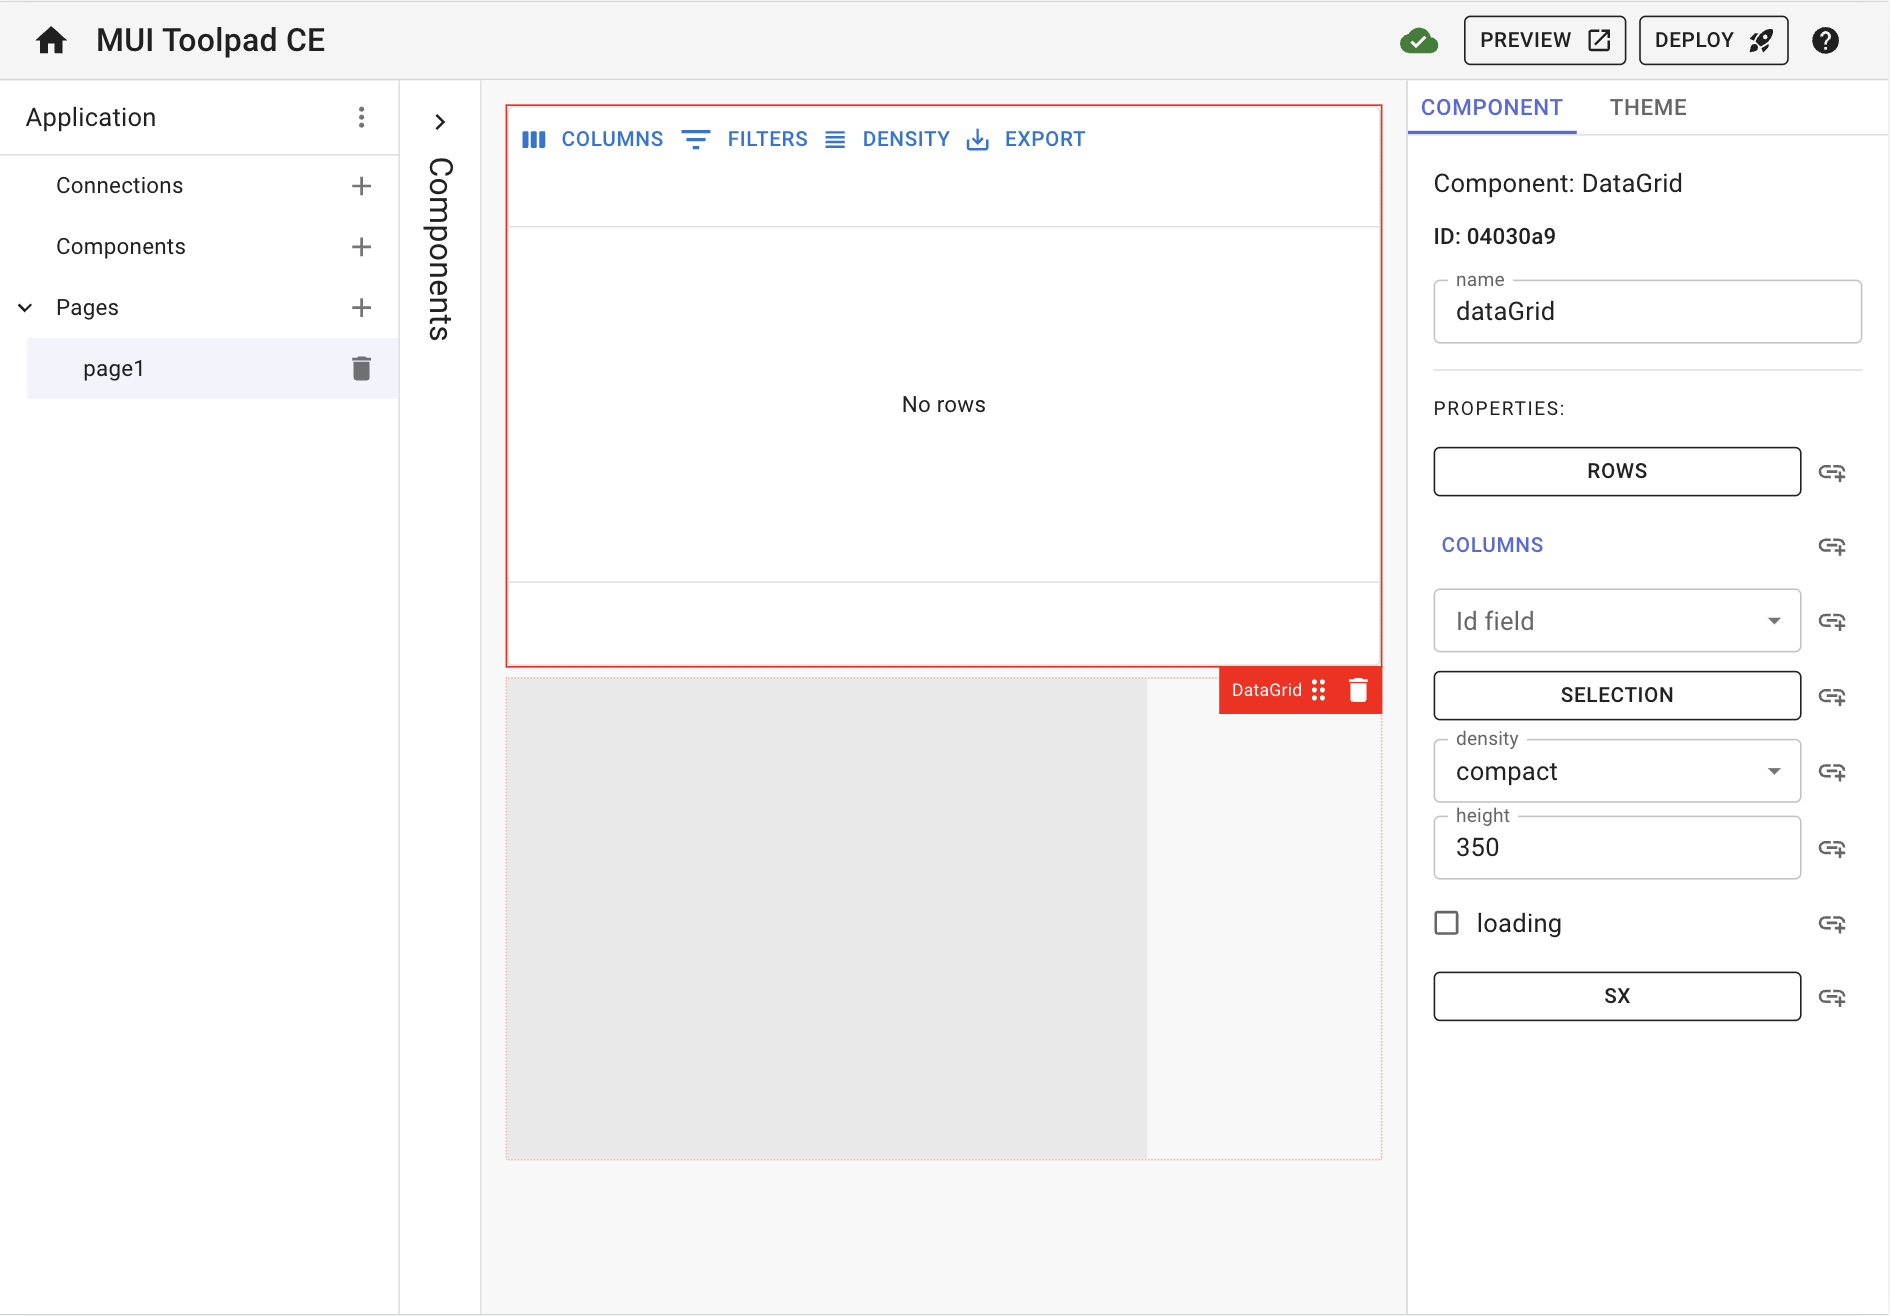 MUI Toolpad CE
PREVIEW
DEPLOY
Application
Connections
Components
Pages
page1
Components
COLUMNS
FILTERS
DENSITY
EXPORT
No rows
DataGrid
COMPONENT
THEME
Component: DataGrid
ID: 04030a9
name
dataGrid
PROPERTIES:
ROWS
COLUMNS
Id field
SELECTION
density
compact
height
350
loading
SX